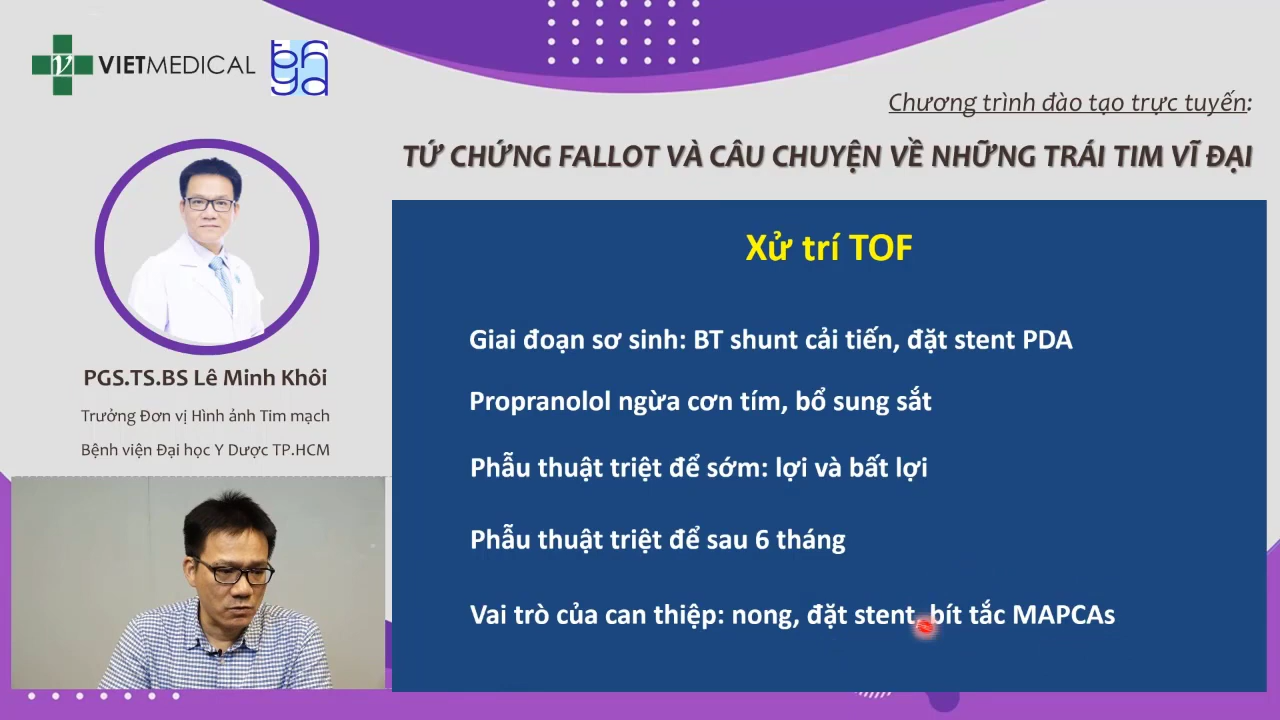 VIETMEDICAL
Chương trình đào tạo trực tuyến:
TỨ CHỨNG FALLOT VÀ CÂU CHUYỆN VỀ NHỮNG TRÁI TIM VĨ ĐẠI
PGS.TS.BS Lê Minh Khôi
Trưởng Đơn vị Hình ảnh Tim mạch
Bệnh viện Đại học Y Dược TP.HCM
Xử trí TOF
Giai đoạn sơ sinh: BT shunt cải tiến, đặt stent PDA
Propranolol ngừa cơn tím, bổ sung sắt
Phẫu thuật triệt để sớm: lợi và bất lợi
Phẫu thuật triệt để sau 6 tháng
Vai trò của can thiệp: nong, đặt stent, bít tắc MAPCAs